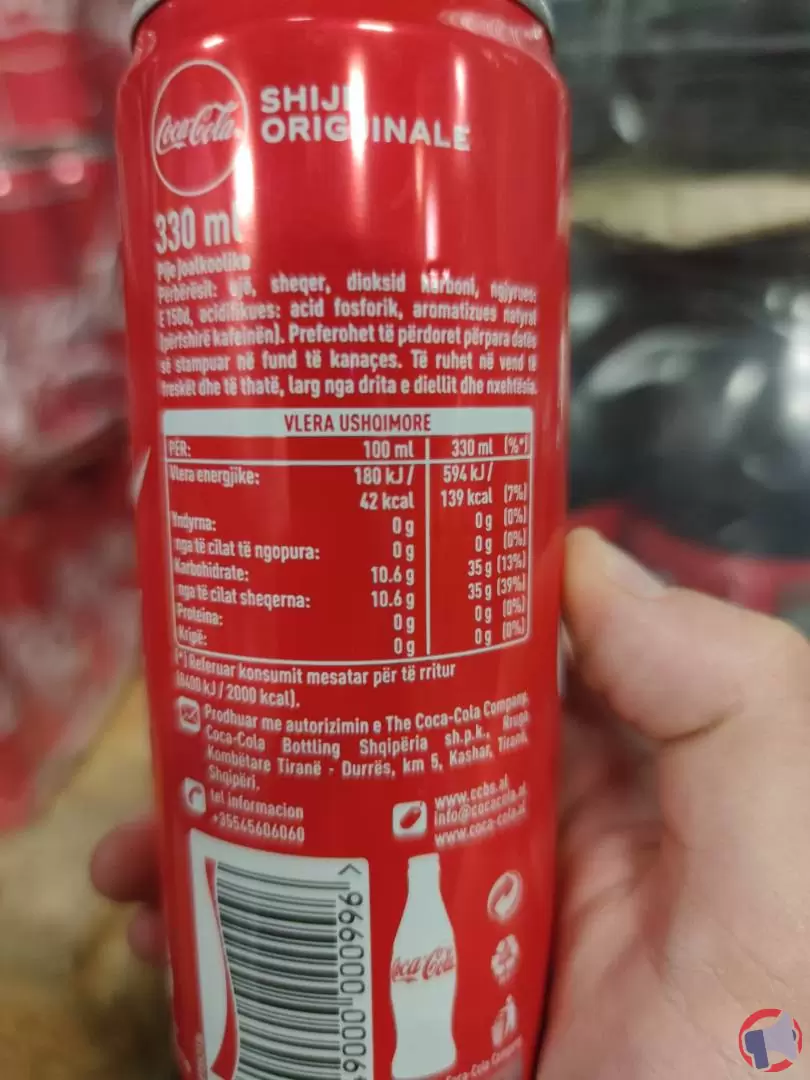 Coca-Cola
SHIJE
ORIGJINALE
330 ml
Pije joalkoolike
Përbërësit: ujë, sheqer, dioksid karboni, ngjyrues:
E150d, acidifikues: acid fosforik, aromatizues natyral
(përfshirë kafeinën). Preferohet të përdoret përpara datës
së stampuar në fund të kanaçes. Të ruhet në vend të
freskët dhe të thatë, larg nga drita e diellit dhe nxehtësia.
VLERA USHQIMORE
PËR: 100 ml 330 ml (%*)
Vlera energjike: 180 kJ/ 594 kJ/
42 kcal 139 kcal (7%)
Yndyrna: 0 g 0 g (0%)
nga të cilat të ngopura: 0 g 0 g (0%)
Karbohidrate: 10.6 g 35 g (13%)
nga të cilat sheqerna: 10.6 g 35 g (39%)
Proteina: 0 g 0 g (0%)
Kripë: 0 g 0 g (0%)
(*) Referuar konsumit mesatar për të rritur
(8400 kJ / 2000 kcal).
Prodhuar me autorizimin e The Coca-Cola Company,
Coca-Cola Bottling Shqipëria sh.p.k., Rruga
Kombëtare Tiranë - Durrës, km 5, Kashar, Tiranë,
Shqipëri.
tel informacion
+35545606060
www.ccbs.al
info@cocacola.al
www.coca-cola.al
Coca-Cola
Coca-Cola Company